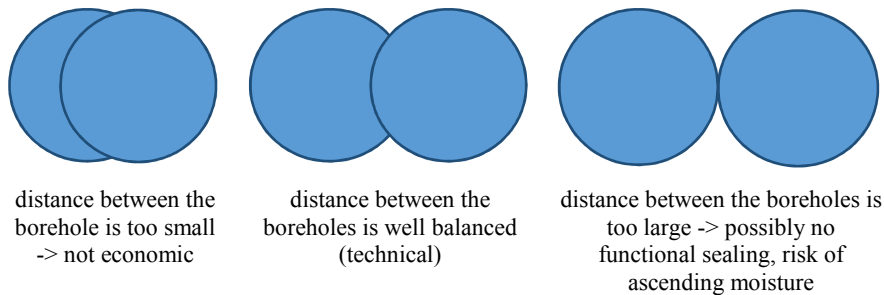 distance between the
borehole is too small
-> not economic
distance between the
boreholes is well balanced
(technical)
distance between the boreholes is
too large -> possibly no
functional sealing, risk of
ascending moisture